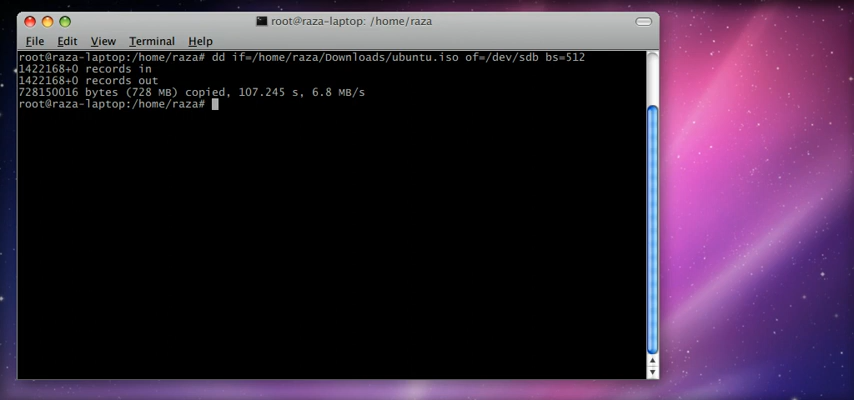 root@raza-laptop: /home/raza
File Edit View Terminal Help
root@raza-laptop:/home/raza# dd if=/home/raza/Downloads/ubuntu.iso of=/dev/sdb bs=512
1422168+0 records in
1422168+0 records out
728150016 bytes (728 MB) copied, 107.245 s, 6.8 MB/s
root@raza-laptop:/home/raza#